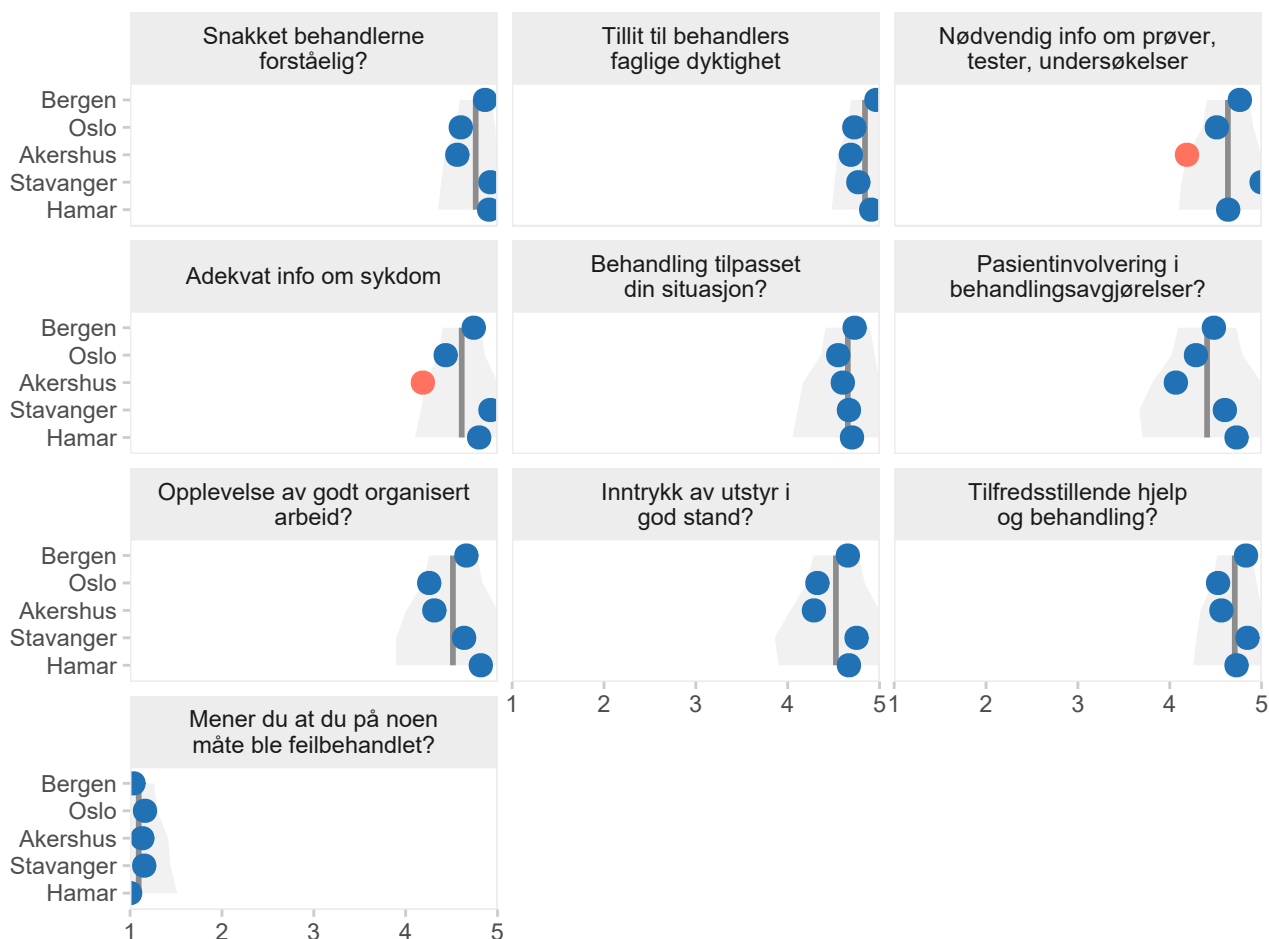 Snakket behandlerne
forståelig?
Tillit til behandlers
faglige dyktighet
Nødvendig info om prøver,
tester, undersøkelser
Bergen
Oslo
Akershus
Stavanger
Hamar
Adekvat info om sykdom
Behandling tilpasset
din situasjon?
Pasientinvolvering i
behandlingsavgjørelser?
Bergen
Oslo
Akershus
Stavanger
Hamar
Opplevelse av godt organisert
arbeid?
Inntrykk av utstyr i
god stand?
Tilfredsstillende hjelp
og behandling?
Bergen
Oslo
Akershus
Stavanger
Hamar
1 2 3 4 5
1 2 3 4 5
Mener du at du på noen
måte ble feilbehandlet?
Bergen
Oslo
Akershus
Stavanger
Hamar
1 2 3 4 5